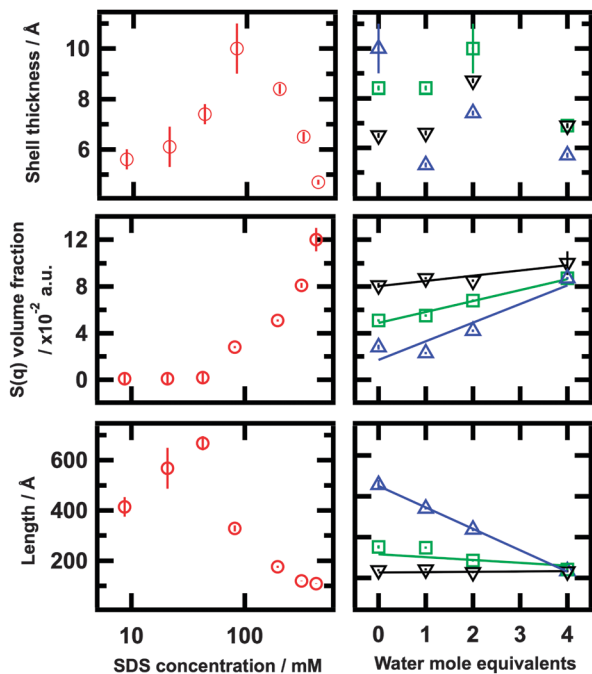 Shell thickness / Å
10
8
6
S(q) volume fraction
/ x10⁻² a.u.
12
8
4
0
Length / Å
600
400
200
10
100
SDS concentration / mM
0
1
2
3
4
Water mole equivalents